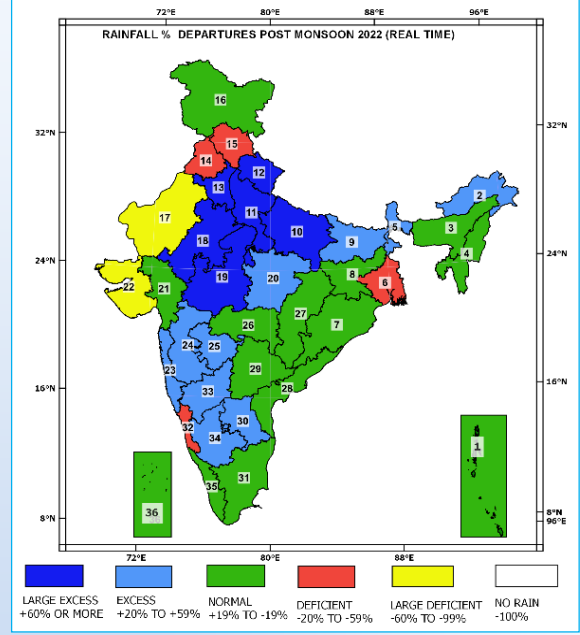 72°E 80°E 88°E 96°E
RAINFALL % DEPARTURES POST MONSOON 2022 (REAL TIME)
16
32°N 32°N
15
14
12
13
2
11
17
3
5
10
18
9
4
24°N 24°N
8
19
20
6
22
21
27
26
7
24
25
29
23
16°N 16°N
28
33
30
32
34
1
31
35
36
8°N 8°N
96°E
72°E 80°E 88°E
LARGE EXCESS
+60% OR MORE
EXCESS
+20% TO +59%
NORMAL
+19% TO -19%
DEFICIENT
-20% TO -59%
LARGE DEFICIENT
-60% TO -99%
NO RAIN
-100%